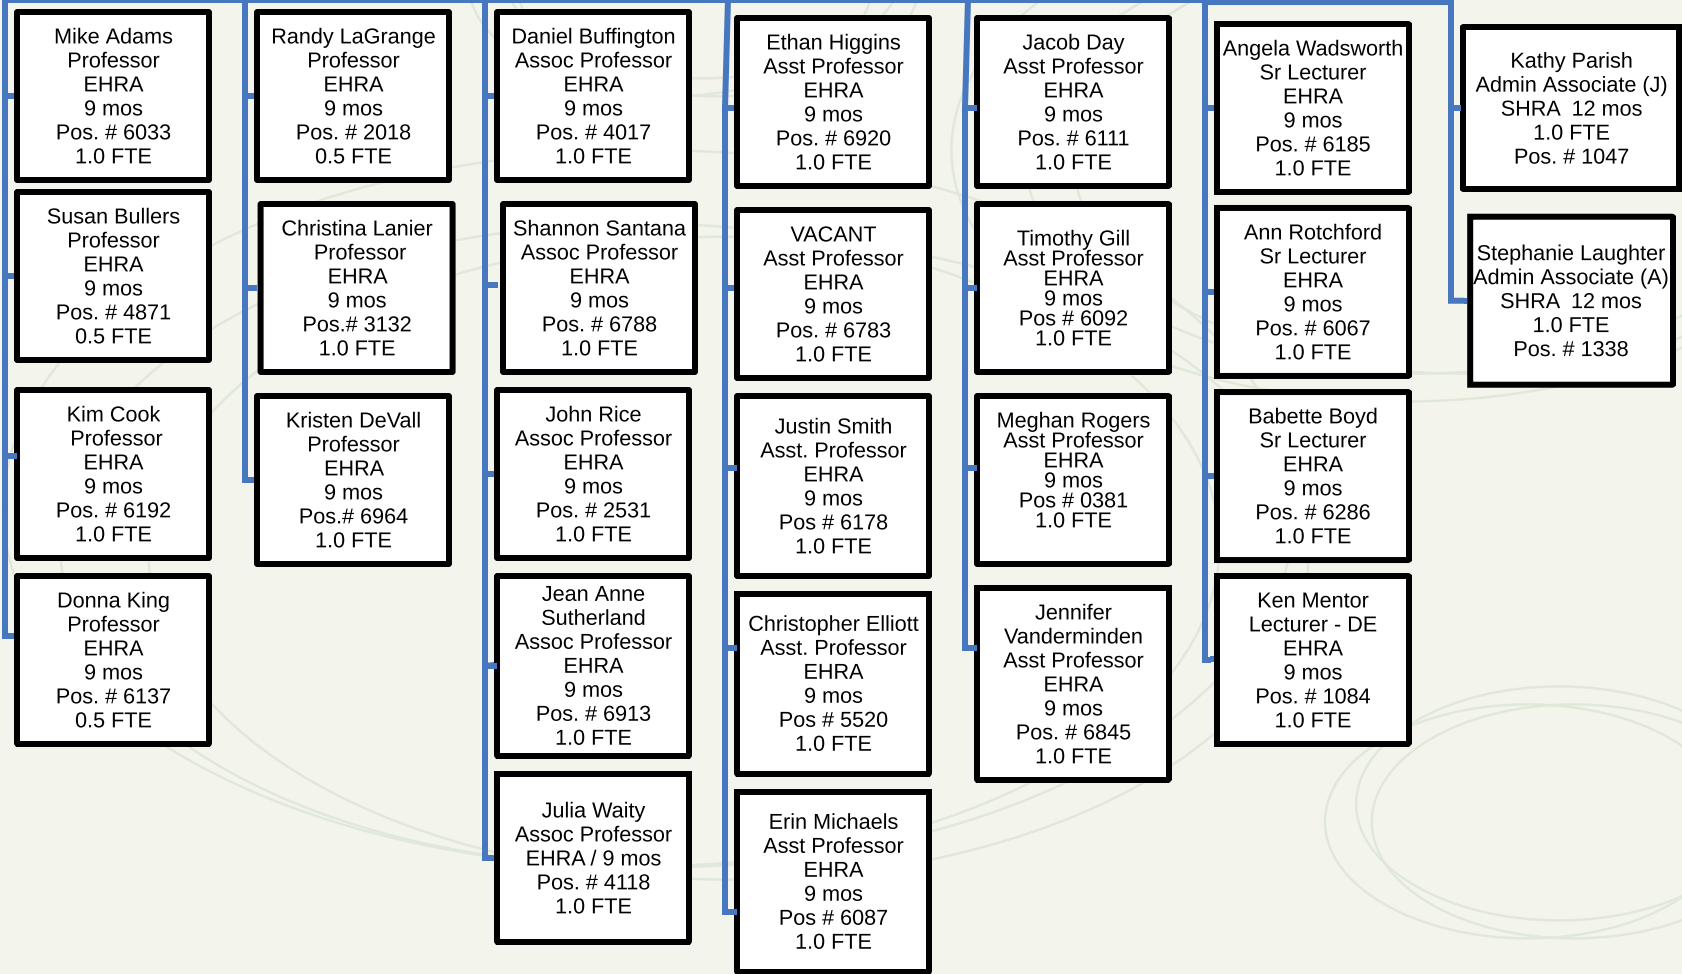 Mike Adams
Professor
EHRA
9 mos
Pos. # 6033
1.0 FTE
Susan Bullers
Professor
EHRA
9 mos
Pos. # 4871
0.5 FTE
Kim Cook
Professor
EHRA
9 mos
Pos. # 6192
1.0 FTE
Donna King
Professor
EHRA
9 mos
Pos. # 6137
0.5 FTE
Randy LaGrange
Professor
EHRA
9 mos
Pos. # 2018
0.5 FTE
Christina Lanier
Professor
EHRA
9 mos
Pos.# 3132
1.0 FTE
Kristen DeVall
Professor
EHRA
9 mos
Pos.# 6964
1.0 FTE
Daniel Buffington
Assoc Professor
EHRA
9 mos
Pos. # 4017
1.0 FTE
Shannon Santana
Assoc Professor
EHRA
9 mos
Pos. # 6788
1.0 FTE
John Rice
Assoc Professor
EHRA
9 mos
Pos. # 2531
1.0 FTE
Jean Anne
Sutherland
Assoc Professor
EHRA
9 mos
Pos. # 6913
1.0 FTE
Julia Waity
Assoc Professor
EHRA / 9 mos
Pos. # 4118
1.0 FTE
Ethan Higgins
Asst Professor
EHRA
9 mos
Pos. # 6920
1.0 FTE
VACANT
Asst Professor
EHRA
9 mos
Pos. # 6783
1.0 FTE
Justin Smith
Asst. Professor
EHRA
9 mos
Pos # 6178
1.0 FTE
Christopher Elliott
Asst. Professor
EHRA
9 mos
Pos # 5520
1.0 FTE
Erin Michaels
Asst Professor
EHRA
9 mos
Pos # 6087
1.0 FTE
Jacob Day
Asst Professor
EHRA
9 mos
Pos. # 6111
1.0 FTE
Timothy Gill
Asst Professor
EHRA
9 mos
Pos # 6092
1.0 FTE
Meghan Rogers
Asst Professor
EHRA
9 mos
Pos # 0381
1.0 FTE
Jennifer
Vanderminden
Asst Professor
EHRA
9 mos
Pos. # 6845
1.0 FTE
Angela Wadsworth
Sr Lecturer
EHRA
9 mos
Pos. # 6185
1.0 FTE
Ann Rotchford
Sr Lecturer
EHRA
9 mos
Pos. # 6067
1.0 FTE
Babette Boyd
Sr Lecturer
EHRA
9 mos
Pos. # 6286
1.0 FTE
Ken Mentor
Lecturer - DE
EHRA
9 mos
Pos. # 1084
1.0 FTE
Kathy Parish
Admin Associate (J)
SHRA  12 mos
1.0 FTE
Pos. # 1047
Stephanie Laughter
Admin Associate (A)
SHRA  12 mos
1.0 FTE
Pos. # 1338